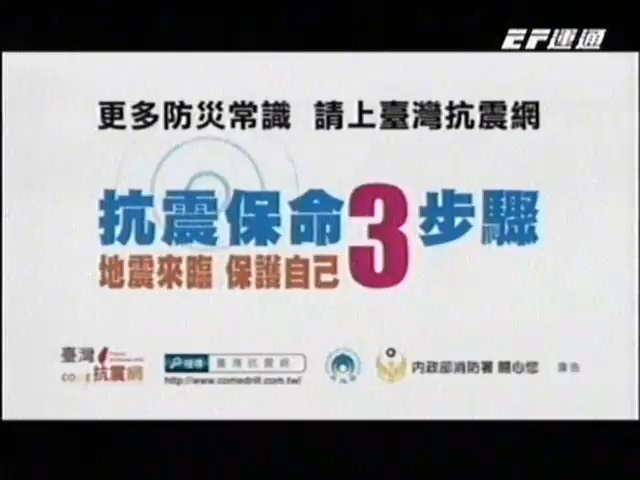 EF運通
更多防災常識 請上臺灣抗震網
抗震保命3步驟
地震來臨 保護自己
臺灣
抗震網
搜尋 臺灣抗震網
http://www.comedrill.com.tw/
內政部消防署 關心您
廣告